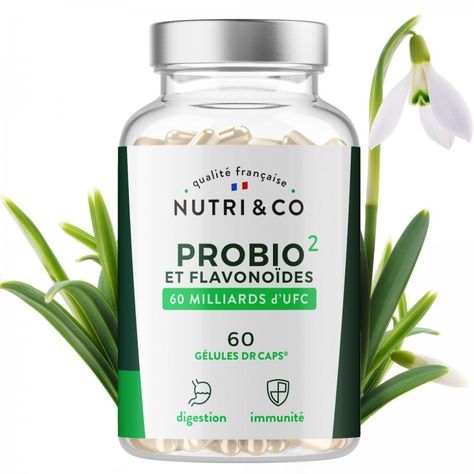 qualité française
NUTRI & CO
PROBIO²
ET FLAVONOÏDES
60 MILLIARDS d'UFC
60
GÉLULES DR CAPS®
digestion immunité